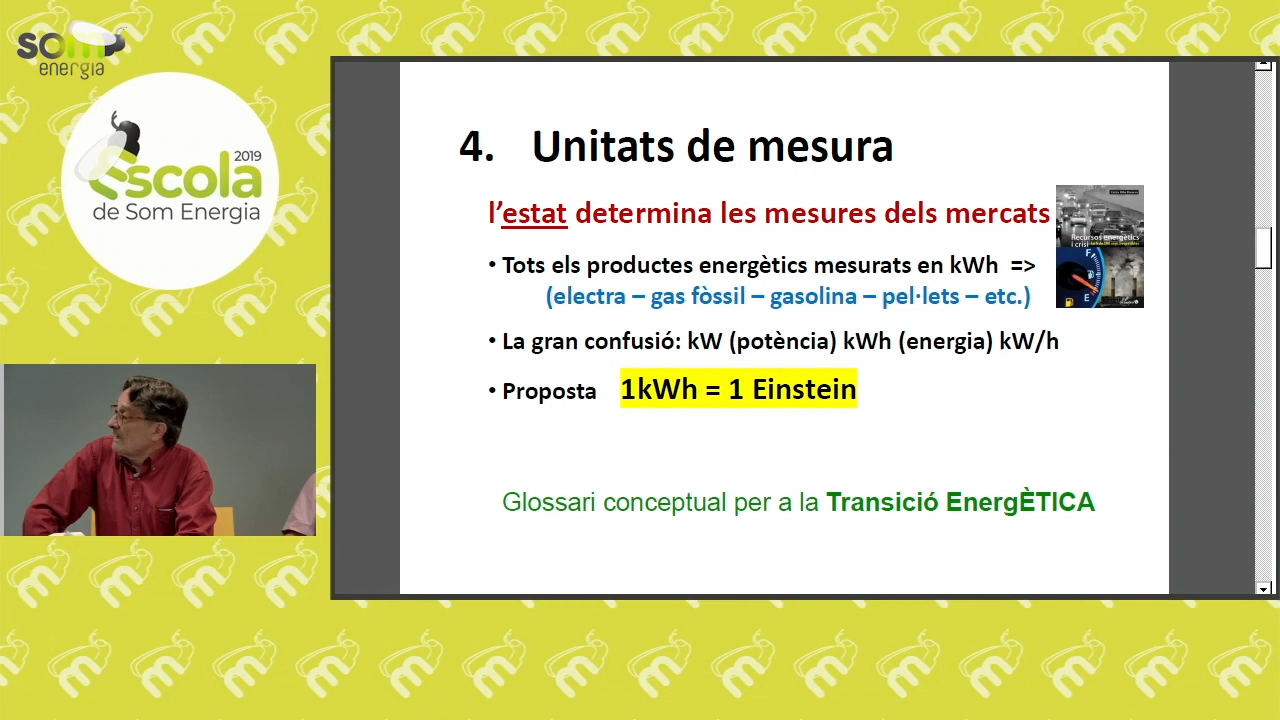 som
energia
2019
Escola
de Som Energia
4. Unitats de mesura
l'estat determina les mesures dels mercats
• Tots els productes energètics mesurats en kWh =>
(electra – gas fòssil – gasolina – pel·lets – etc.)
Recursos energètics
i crisi
F
E
• La gran confusió: kW (potència) kWh (energia) kW/h
• Proposta 1kWh = 1 Einstein
Glossari conceptual per a la Transició EnergÈTICA